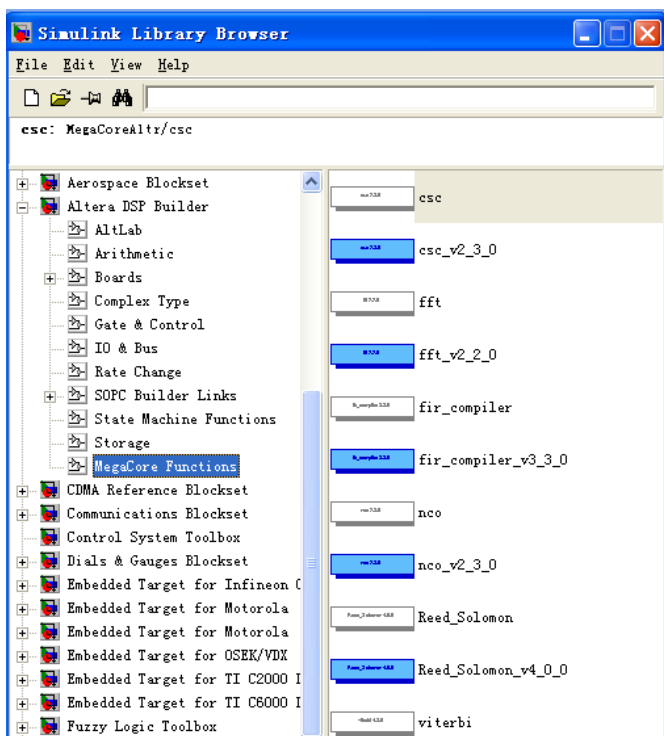 Simulink Library Browser
File Edit View Help
csc: MegaCoreAltr/csc
Aerospace Blockset
Altera DSP Builder
AltLab
Arithmetic
Boards
Complex Type
Gate & Control
IO & Bus
Rate Change
SOPC Builder Links
State Machine Functions
Storage
MegaCore Functions
CDMA Reference Blockset
Communications Blockset
Control System Toolbox
Dials & Gauges Blockset
Embedded Target for Infineon C
Embedded Target for Motorola
Embedded Target for Motorola
Embedded Target for OSEK/VDX
Embedded Target for TI C2000 I
Embedded Target for TI C6000 I
Fuzzy Logic Toolbox
csc
csc_v2_3_0
fft
fft_v2_2_0
fir_compiler
fir_compiler_v3_3_0
nco
nco_v2_3_0
Reed_Solomon
Reed_Solomon_v4_0_0
viterbi